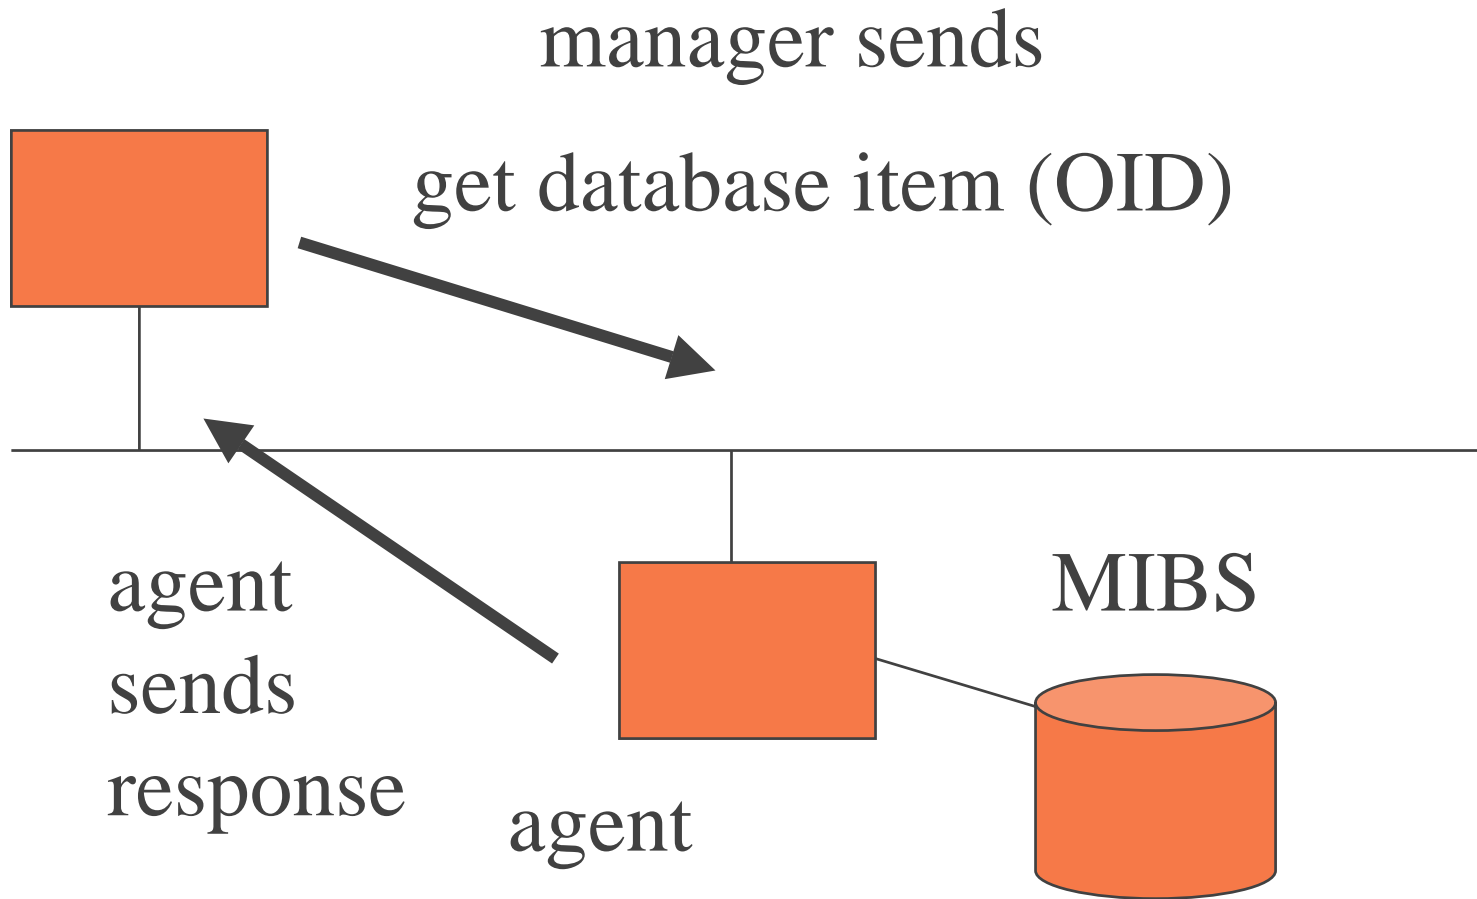 manager sends
get database item (OID)
agent
sends
response
agent
MIBS